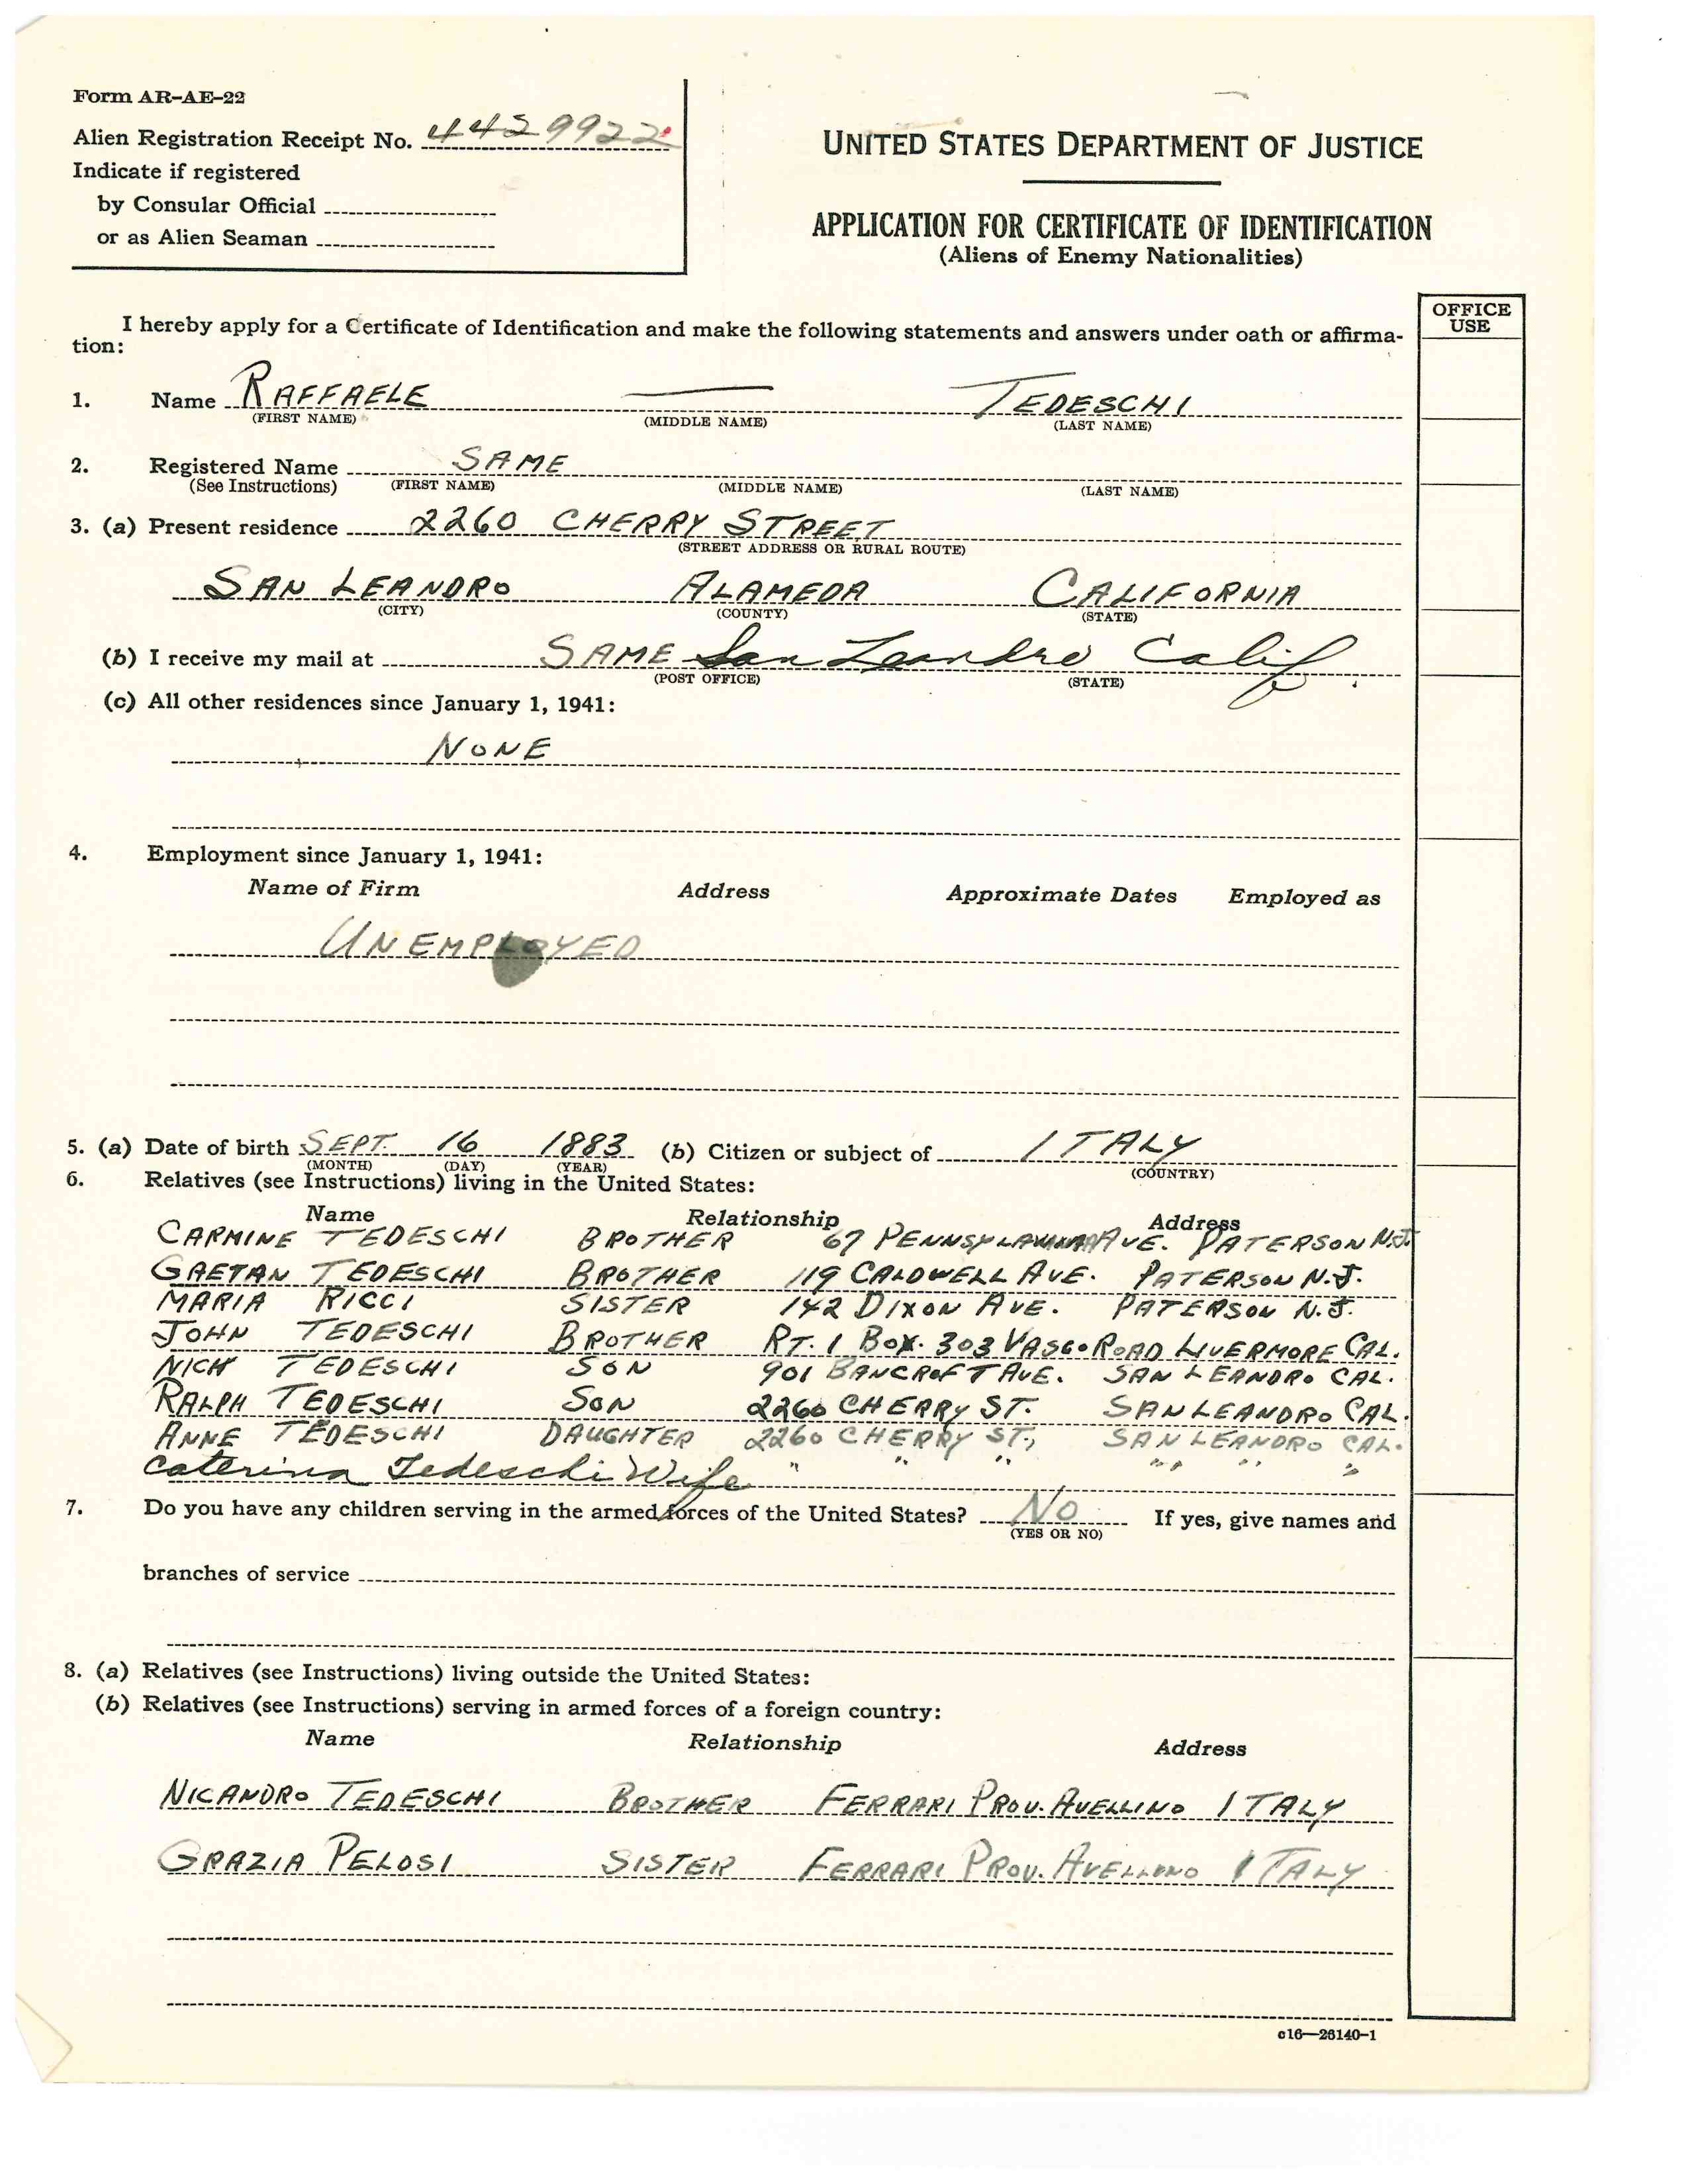 Form AR-AE-22
Alien Registration Receipt No. 4429922
Indicate if registered
by Consular Official
or as Alien Seaman
UNITED STATES DEPARTMENT OF JUSTICE
APPLICATION FOR CERTIFICATE OF IDENTIFICATION
(Aliens of Enemy Nationalities)
OFFICE
USE
I hereby apply for a Certificate of Identification and make the following statements and answers under oath or affirma-
tion:
1. Name RAFFAELE — TEDESCHI
(FIRST NAME) (MIDDLE NAME) (LAST NAME)
2. Registered Name SAME
(See Instructions) (FIRST NAME) (MIDDLE NAME) (LAST NAME)
3. (a) Present residence 2260 CHERRY STREET
(STREET ADDRESS OR RURAL ROUTE)
SAN LEANDRO ALAMEDA CALIFORNIA
(CITY) (COUNTY) (STATE)
(b) I receive my mail at SAME San Leandro Calif.
(POST OFFICE) (STATE)
(c) All other residences since January 1, 1941:
NONE
4. Employment since January 1, 1941:
Name of Firm Address Approximate Dates Employed as
UNEMPLOYED
5. (a) Date of birth SEPT. 16 1883 (b) Citizen or subject of ITALY
(MONTH) (DAY) (YEAR) (COUNTRY)
6. Relatives (see Instructions) living in the United States:
Name Relationship Address
CARMINE TEDESCHI BROTHER 67 AVE. PATERSON N.J.
GAETAN TEDESCHI BROTHER 119 CALDWELL AVE. PATERSON N.J.
MARIA RICCI SISTER 142 DIXON AVE. PATERSON N.J.
JOHN TEDESCHI BROTHER RT. 1 BOX. 303 VASCO ROAD LIVERMORE CAL.
NICK TEDESCHI SON 901 BANCROFT AVE. SAN LEANDRO CAL.
RALPH TEDESCHI SON 2260 CHERRY ST. SAN LEANDRO CAL.
ANNE TEDESCHI DAUGHTER 2260 CHERRY ST., SAN LEANDRO CAL.
Caterina Tedeschi Wife " " " " " "
7. Do you have any children serving in the armed forces of the United States? NO If yes, give names and
(YES OR NO)
branches of service
8. (a) Relatives (see Instructions) living outside the United States:
(b) Relatives (see Instructions) serving in armed forces of a foreign country:
Name Relationship Address
NICANDRO TEDESCHI BROTHER FERRARI PROV. AVELLINO ITALY
GRAZIA PELOSI SISTER FERRARI PROV. AVELLINO ITALY
c16—26140-1